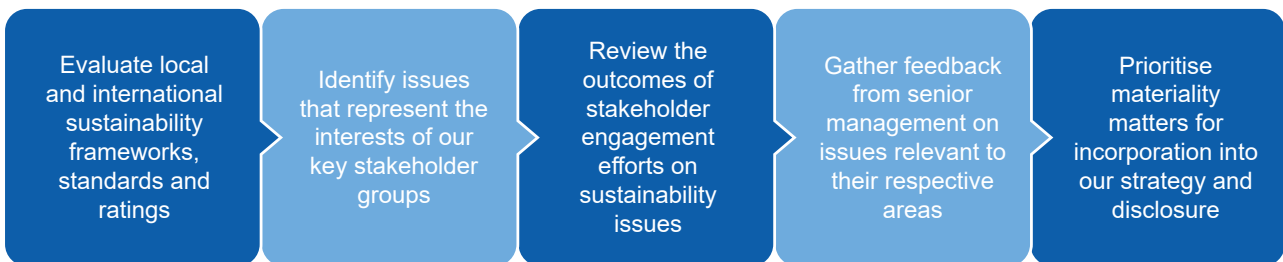 Evaluate local
and international
sustainability
frameworks,
standards and
ratings
Identify issues
that represent the
interests of our
key stakeholder
groups
Review the
outcomes of
stakeholder
engagement
efforts on
sustainability
issues
Gather feedback
from senior
management on
issues relevant to
their respective
areas
Prioritise
materiality
matters for
incorporation into
our strategy and
disclosure